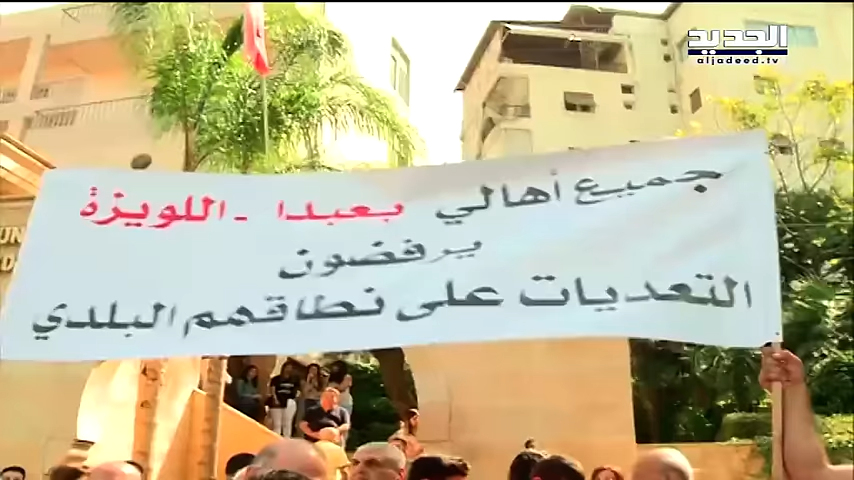 الجديد
aljadeed.tv
جميع أهالي بعبدا - اللويزة
يرفضون
التعديات على نطاقهم البلدي